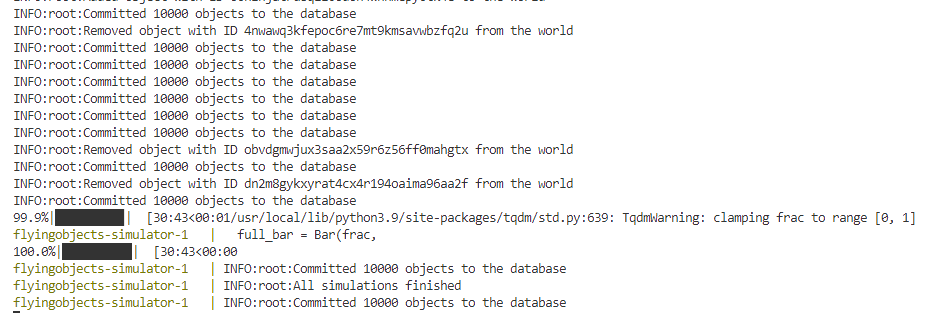 INFO:root:Committed 10000 objects to the database
INFO:root:Removed object with ID 4nwawq3kfepoc6re7mt9kmsavwbzfq2u from the world
INFO:root:Committed 10000 objects to the database
INFO:root:Committed 10000 objects to the database
INFO:root:Committed 10000 objects to the database
INFO:root:Committed 10000 objects to the database
INFO:root:Committed 10000 objects to the database
INFO:root:Committed 10000 objects to the database
INFO:root:Removed object with ID obvdgmwjux3saa2x59r6z56ff0mahgtx from the world
INFO:root:Committed 10000 objects to the database
INFO:root:Removed object with ID dn2m8gykxyrat4cx4r194oaima96aa2f from the world
INFO:root:Committed 10000 objects to the database
99.9%|██████████| [30:43<00:01/usr/local/lib/python3.9/site-packages/tqdm/std.py:639: TqdmWarning: clamping frac to range [0, 1]
flyingobjects-simulator-1 | full_bar = Bar(frac,
100.0%|██████████| [30:43<00:00
flyingobjects-simulator-1 | INFO:root:Committed 10000 objects to the database
flyingobjects-simulator-1 | INFO:root:All simulations finished
flyingobjects-simulator-1 | INFO:root:Committed 10000 objects to the database